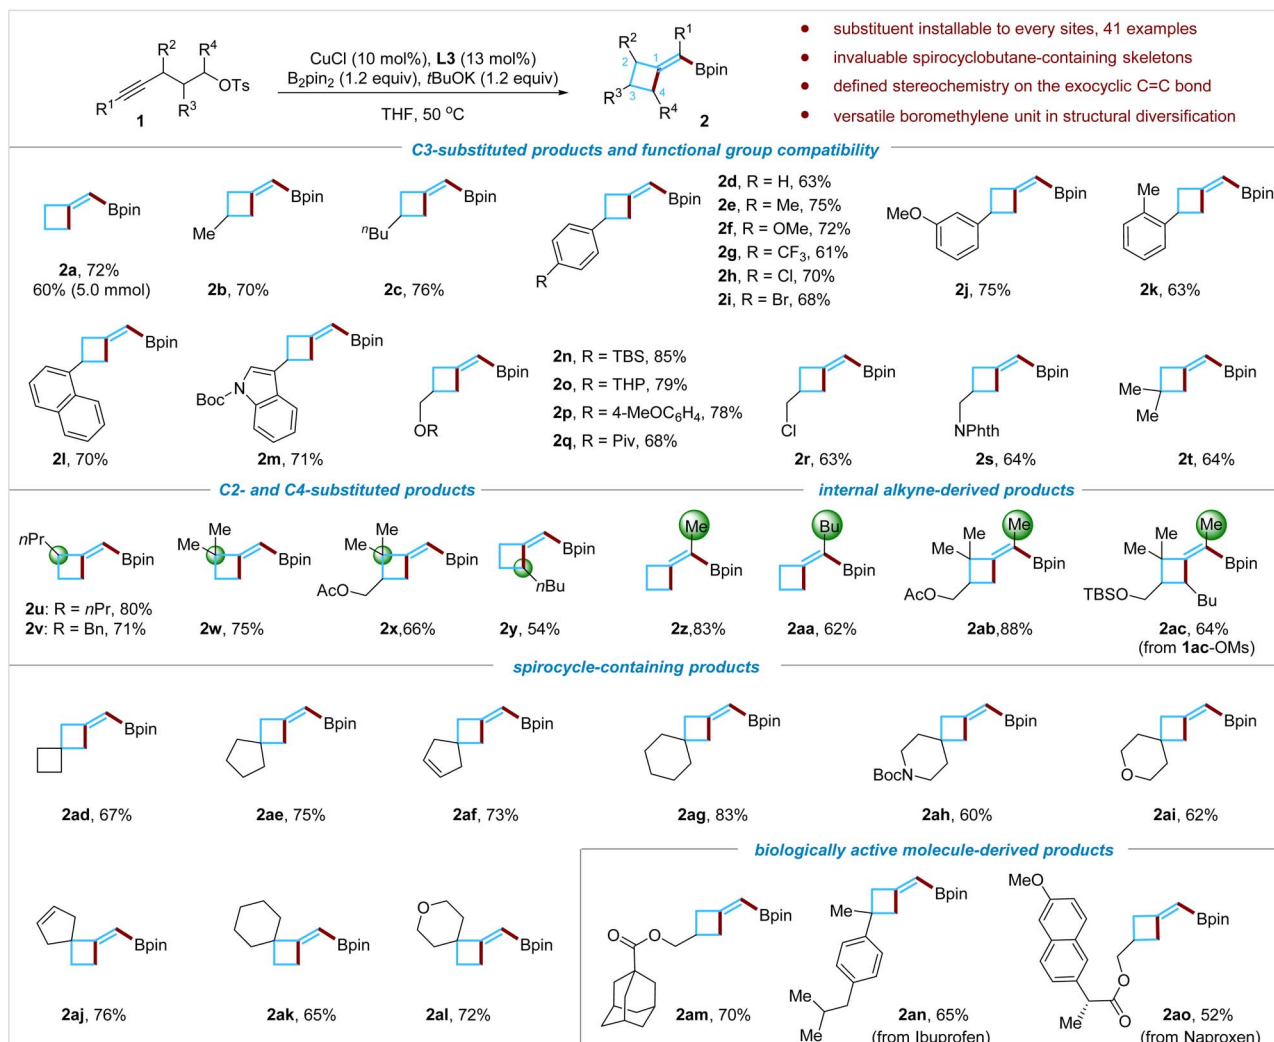 R2 R4
OTs
R1 R3
1
CuCl (10 mol%), L3 (13 mol%)
B2pin2 (1.2 equiv), tBuOK (1.2 equiv)
THF, 50 oC
R2 R1
1
2 Bpin
R3 3 4
R4
2
• substituent installable to every sites, 41 examples
• invaluable spirocyclobutane-containing skeletons
• defined stereochemistry on the exocyclic C=C bond
• versatile boromethylene unit in structural diversification
C3-substituted products and functional group compatibility
Bpin
2a, 72%
60% (5.0 mmol)
Bpin
Me
2b, 70%
Bpin
nBu
2c, 76%
Bpin
R
2d, R = H, 63%
2e, R = Me, 75%
2f, R = OMe, 72%
2g, R = CF3, 61%
2h, R = Cl, 70%
2i, R = Br, 68%
Bpin
MeO
2j, 75%
Me
Bpin
2k, 63%
Bpin
2l, 70%
Bpin
N
Boc
2m, 71%
Bpin
OR
2n, R = TBS, 85%
2o, R = THP, 79%
2p, R = 4-MeOC6H4, 78%
2q, R = Piv, 68%
Bpin
Cl
2r, 63%
Bpin
NPhth
2s, 64%
Bpin
Me
Me
2t, 64%
C2- and C4-substituted products
internal alkyne-derived products
nPr
Bpin
2u: R = nPr, 80%
2v: R = Bn, 71%
Me
Me
Bpin
2w, 75%
Me
Me
Bpin
AcO
2x,66%
Bpin
nBu
2y, 54%
Me
Bpin
2z,83%
Bu
Bpin
2aa, 62%
Me Me
Me
Bpin
AcO
2ab,88%
Me Me
Me
Bpin
TBSO
Bu
2ac, 64%
(from 1ac-OMs)
spirocycle-containing products
Bpin
2ad, 67%
Bpin
2ae, 75%
Bpin
2af, 73%
Bpin
2ag, 83%
Bpin
BocN
2ah, 60%
Bpin
O
2ai, 62%
Bpin
2aj, 76%
Bpin
2ak, 65%
O
Bpin
2al, 72%
biologically active molecule-derived products
Bpin
O
O
2am, 70%
Bpin
Me
Me
Me
2an, 65%
(from Ibuprofen)
MeO
Bpin
O
Me
O
2ao, 52%
(from Naproxen)